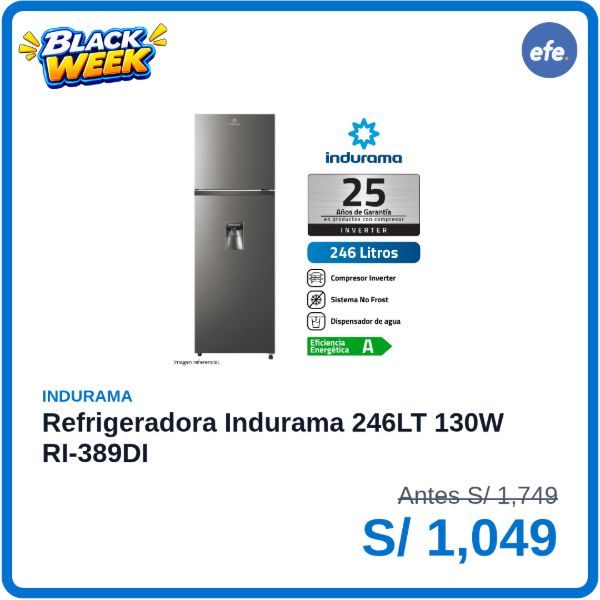 BLACK
WEEK
efe.
indurama
25
Años de Garantía
en productos con compresor
INVERTER
246 Litros
Compresor Inverter
Sistema No Frost
Dispensador de agua
Eficiencia
Energética
A
Imagen referencial.
INDURAMA
Refrigeradora Indurama 246LT 130W
RI-389DI
Antes S/ 1,749
S/ 1,049